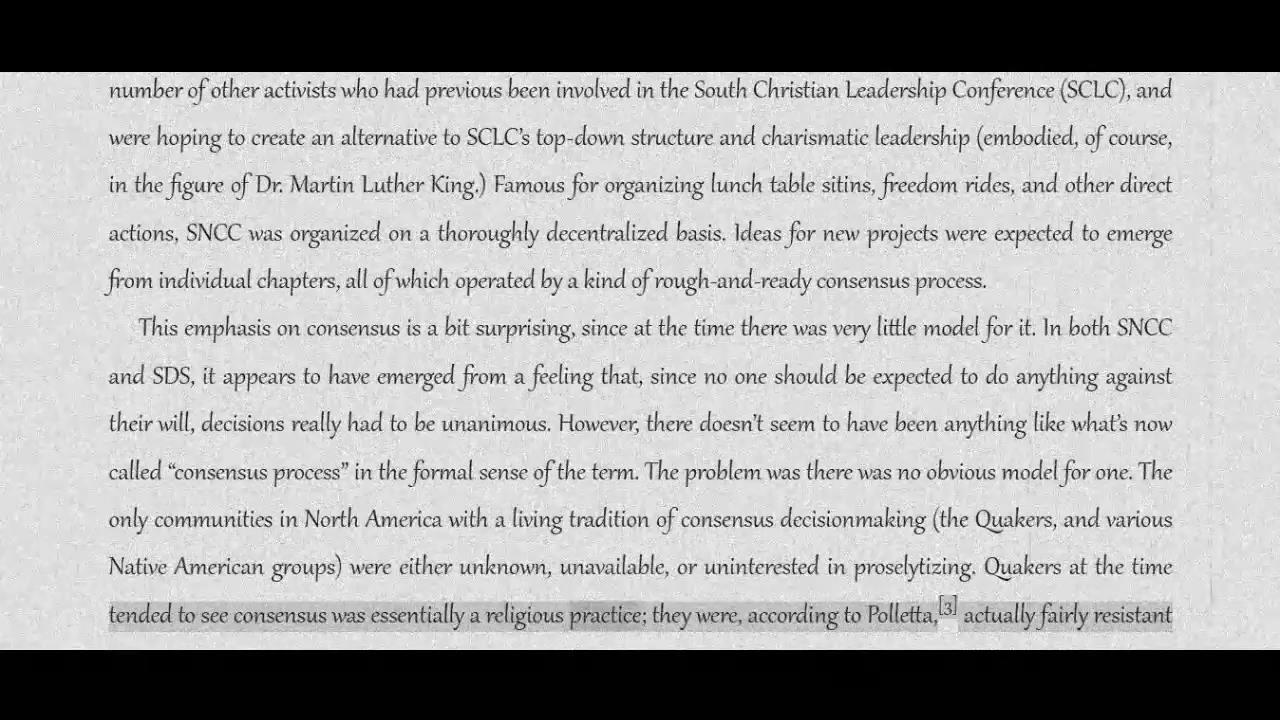 number of other activists who had previous been involved in the South Christian Leadership Conference (SCLC), and
were hoping to create an alternative to SCLC’s top-down structure and charismatic leadership (embodied, of course,
in the figure of Dr. Martin Luther King.) Famous for organizing lunch table sitins, freedom rides, and other direct
actions, SNCC was organized on a thoroughly decentralized basis. Ideas for new projects were expected to emerge
from individual chapters, all of which operated by a kind of rough-and-ready consensus process.
This emphasis on consensus is a bit surprising, since at the time there was very little model for it. In both SNCC
and SDS, it appears to have emerged from a feeling that, since no one should be expected to do anything against
their will, decisions really had to be unanimous. However, there doesn’t seem to have been anything like what’s now
called “consensus process” in the formal sense of the term. The problem was there was no obvious model for one. The
only communities in North America with a living tradition of consensus decisionmaking (the Quakers, and various
Native American groups) were either unknown, unavailable, or uninterested in proselytizing. Quakers at the time
tended to see consensus was essentially a religious practice; they were, according to Polletta,[3] actually fairly resistant